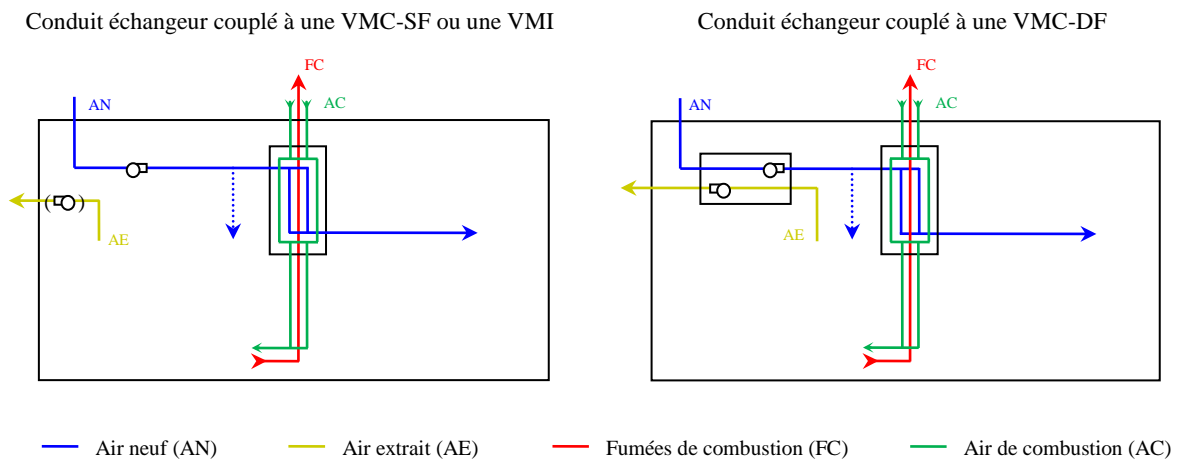 Conduit échangeur couplé à une VMC-SF ou une VMI
Conduit échangeur couplé à une VMC-DF
FC
AN
AC
( )
AE
FC
AN
AC
AE
Air neuf (AN)
Air extrait (AE)
Fumées de combustion (FC)
Air de combustion (AC)